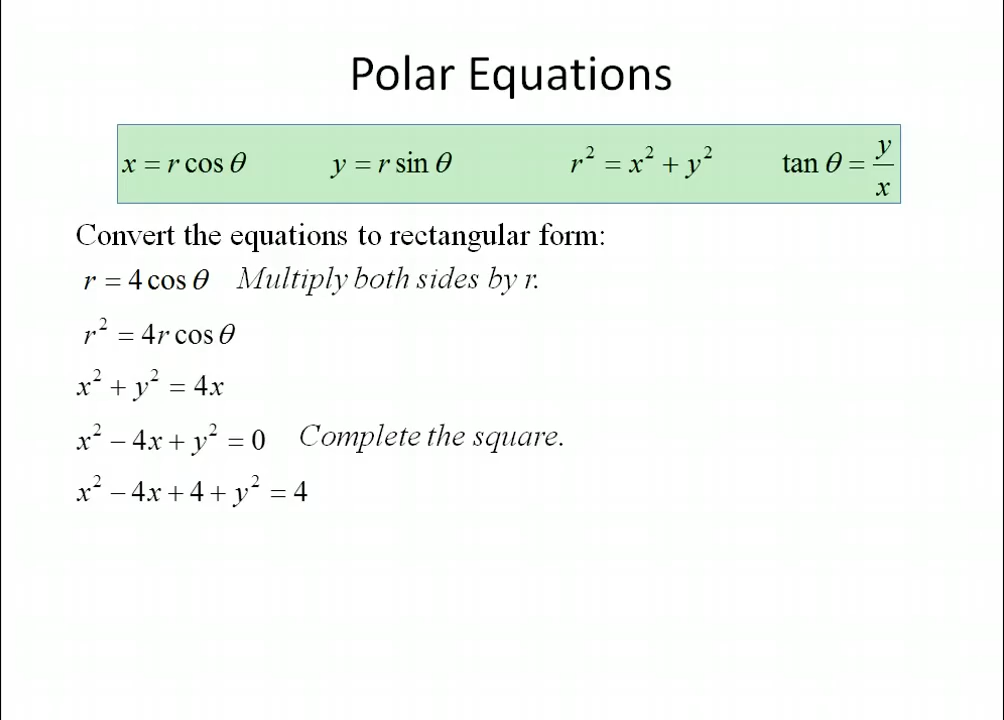 Polar Equations
x = r cos θ y = r sin θ r² = x² + y² tan θ = y/x
Convert the equations to rectangular form:
r = 4 cos θ Multiply both sides by r.
r² = 4r cos θ
x² + y² = 4x
x² − 4x + y² = 0 Complete the square.
x² − 4x + 4 + y² = 4